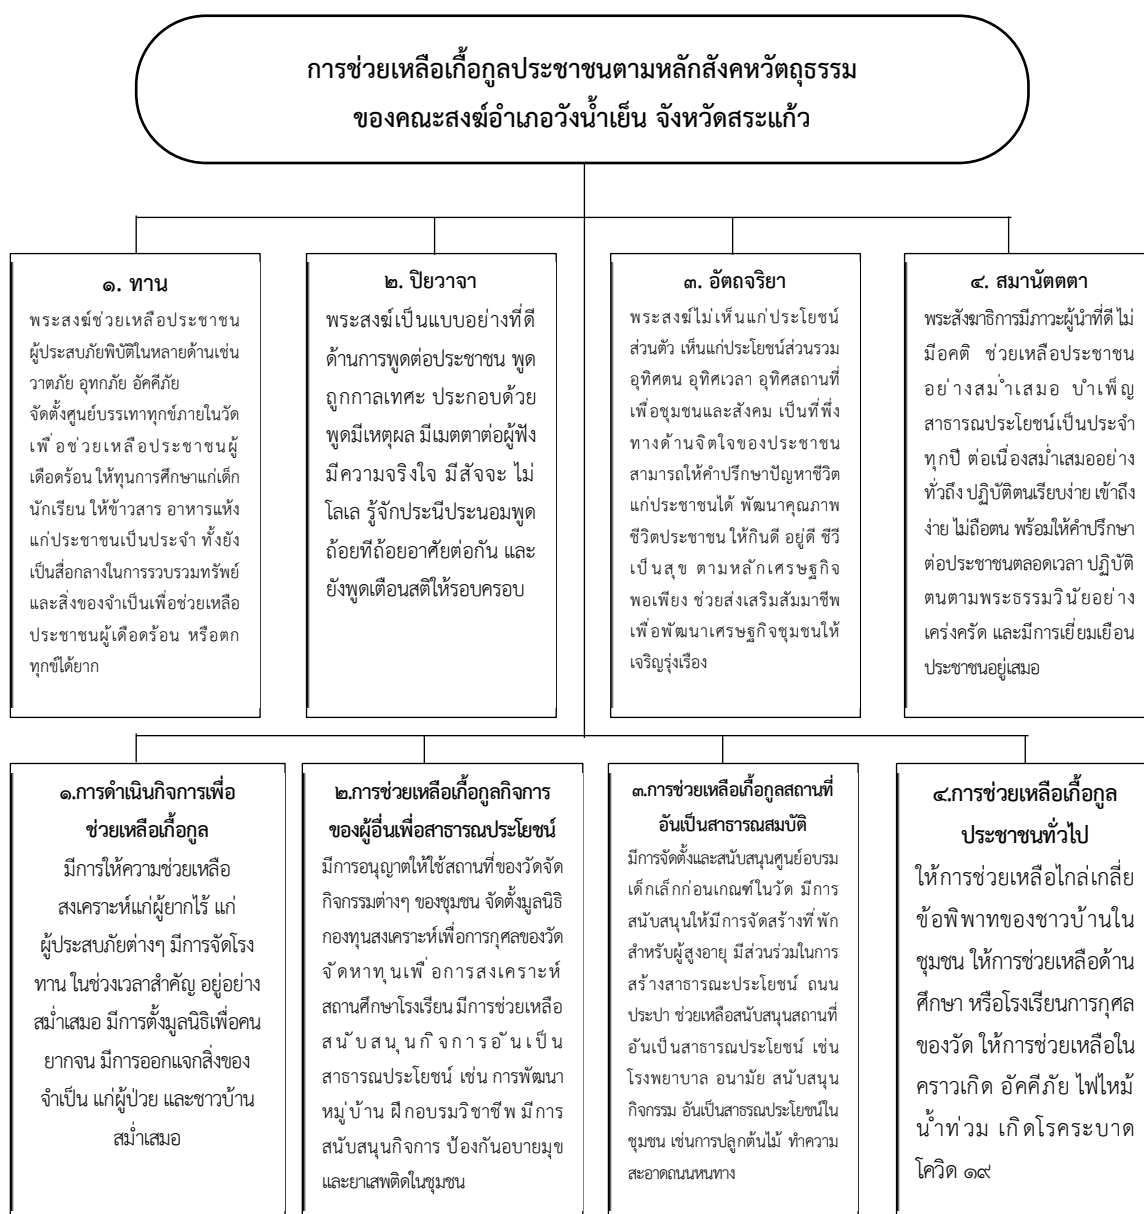 การช่วยเหลือเกื้อกูลประชาชนตามหลักสังคหวัตถุธรรม
ของคณะสงฆ์อำเภอวังน้ำเย็น จังหวัดสระแก้ว
๑. ทาน
พระสงฆ์ช่วยเหลือประชาชน
ผู้ประสบภัยพิบัติในหลายด้านเช่น
วาตภัย อุทกภัย อัคคีภัย
จัดตั้งศูนย์บรรเทาทุกข์ภายในวัด
เพื่อช่วยเหลือประชาชนผู้
เดือดร้อน ให้ทุนการศึกษาแก่เด็ก
นักเรียน ให้ข้าวสาร อาหารแห้ง
แก่ประชาชนเป็นประจำ ทั้งยัง
เป็นสื่อกลางในการรวบรวมทรัพย์
และสิ่งของจำเป็นเพื่อช่วยเหลือ
ประชาชนผู้เดือดร้อน หรือตก
ทุกข์ได้ยาก
๒. ปิยวาจา
พระสงฆ์เป็นแบบอย่างที่ดี
ด้านการพูดต่อประชาชน พูด
ถูกกาลเทศะ ประกอบด้วย
พูดมีเหตุผล มีเมตตาต่อผู้ฟัง
มีความจริงใจ มีสัจจะ ไม่
โลเล รู้จักประนีประนอมพูด
ถ้อยทีถ้อยอาศัยต่อกัน และ
ยังพูดเตือนสติให้รอบครอบ
๓. อัตถจริยา
พระสงฆ์ไม่เห็นแก่ประโยชน์
ส่วนตัว เห็นแก่ประโยชน์ส่วนรวม
อุทิศตน อุทิศเวลา อุทิศสถานที่
เพื่อชุมชนและสังคม เป็นที่พึ่ง
ทางด้านจิตใจของประชาชน
สามารถให้คำปรึกษาปัญหาชีวิต
แก่ประชาชนได้ พัฒนาคุณภาพ
ชีวิตประชาชน ให้กินดี อยู่ดี ชีวี
เป็นสุข ตามหลักเศรษฐกิจ
พอเพียง ช่วยส่งเสริมสัมมาชีพ
เพื่อพัฒนาเศรษฐกิจชุมชนให้
เจริญรุ่งเรือง
๔. สมานัตตตา
พระสังฆาธิการมีภาวะผู้นำที่ดี ไม่
มีอคติ ช่วยเหลือประชาชน
อย่างสม่ำเสมอ บำเพ็ญ
สาธารณประโยชน์เป็นประจำ
ทุกปี ต่อเนื่องสม่ำเสมออย่าง
ทั่วถึง ปฏิบัติตนเรียบง่าย เข้าถึง
ง่าย ไม่ถือตน พร้อมให้คำปรึกษา
ต่อประชาชนตลอดเวลา ปฏิบัติ
ตนตามพระธรรมวินัยอย่าง
เคร่งครัด และมีการเยี่ยมเยือน
ประชาชนอยู่เสมอ
๑.การดำเนินกิจการเพื่อ
ช่วยเหลือเกื้อกูล
มีการให้ความช่วยเหลือ
สงเคราะห์แก่ผู้ยากไร้ แก่
ผู้ประสบภัยต่างๆ มีการจัดโรง
ทาน ในช่วงเวลาสำคัญ อยู่อย่าง
สม่ำเสมอ มีการตั้งมูลนิธิเพื่อคน
ยากจน มีการออกแจกสิ่งของ
จำเป็น แก่ผู้ป่วย และชาวบ้าน
สม่ำเสมอ
๒.การช่วยเหลือเกื้อกูลกิจการ
ของผู้อื่นเพื่อสาธารณประโยชน์
มีการอนุญาตให้ใช้สถานที่ของวัดจัด
กิจกรรมต่างๆ ของชุมชน จัดตั้งมูลนิธิ
กองทุนสงเคราะห์เพื่อการกุศลของวัด
จัดหาทุนเพื่อการสงเคราะห์
สถานศึกษาโรงเรียน มีการช่วยเหลือ
สนับสนุนกิจการอันเป็น
สาธารณประโยชน์ เช่น การพัฒนา
หมู่บ้าน ฝึกอบรมวิชาชีพ มีการ
สนับสนุนกิจการ ป้องกันอบายมุข
และยาเสพติดในชุมชน
๓.การช่วยเหลือเกื้อกูลสถานที่
อันเป็นสาธารณสมบัติ
มีการจัดตั้งและสนับสนุนศูนย์อบรม
เด็กเล็กก่อนเกณฑ์ในวัด มีการ
สนับสนุนให้มีการจัดสร้างที่พัก
สำหรับผู้สูงอายุ มีส่วนร่วมในการ
สร้างสาธารณะประโยชน์ ถนน
ประปา ช่วยเหลือสนับสนุนสถานที่
อันเป็นสาธารณประโยชน์ เช่น
โรงพยาบาล อนามัย สนับสนุน
กิจกรรม อันเป็นสาธรณประโยชน์ใน
ชุมชน เช่นการปลูกต้นไม้ ทำความ
สะอาดถนนหนทาง
๔.การช่วยเหลือเกื้อกูล
ประชาชนทั่วไป
ให้การช่วยเหลือไกล่เกลี่ย
ข้อพิพาทของชาวบ้านใน
ชุมชน ให้การช่วยเหลือด้าน
ศึกษา หรือโรงเรียนการกุศล
ของวัด ให้การช่วยเหลือใน
คราวเกิด อัคคีภัย ไฟไหม้
น้ำท่วม เกิดโรคระบาด
โควิด ๑๙